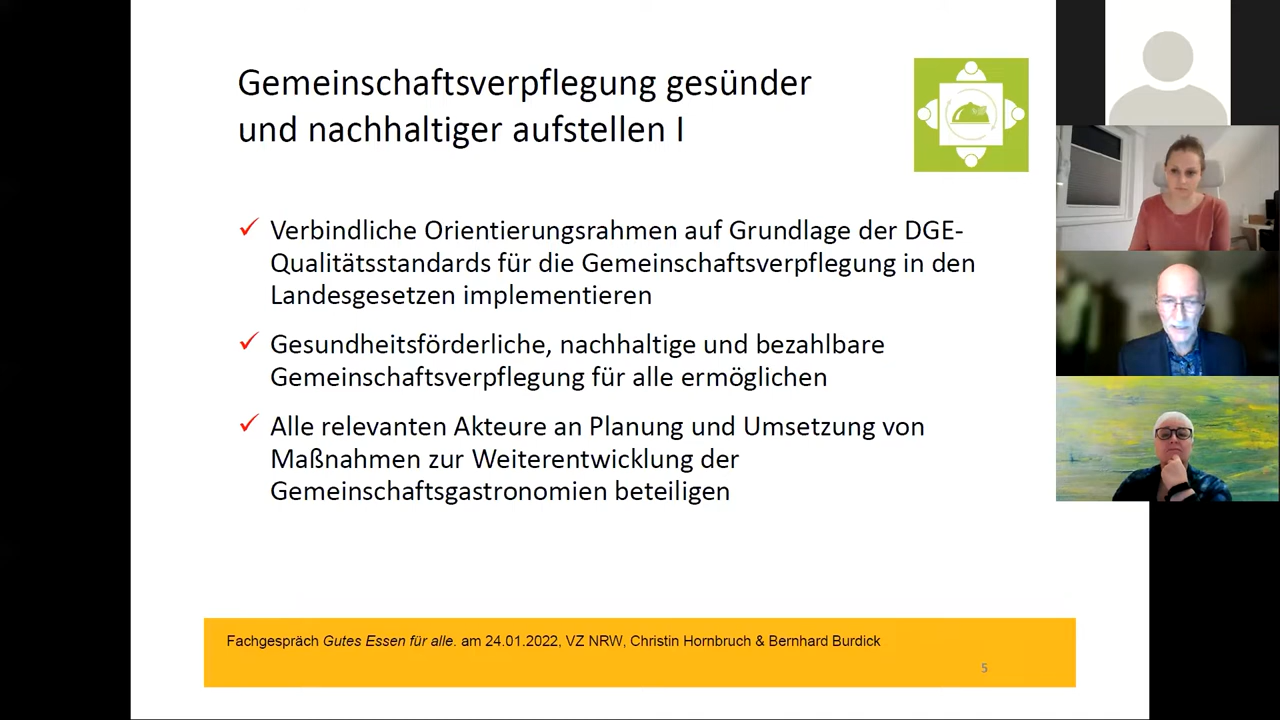 Gemeinschaftsverpflegung gesünder
und nachhaltiger aufstellen I
Verbindliche Orientierungsrahmen auf Grundlage der DGE-
Qualitätsstandards für die Gemeinschaftsverpflegung in den
Landesgesetzen implementieren
Gesundheitsförderliche, nachhaltige und bezahlbare
Gemeinschaftsverpflegung für alle ermöglichen
Alle relevanten Akteure an Planung und Umsetzung von
Maßnahmen zur Weiterentwicklung der
Gemeinschaftsgastronomien beteiligen
Fachgespräch Gutes Essen für alle. am 24.01.2022, VZ NRW, Christin Hornbruch & Bernhard Burdick
5